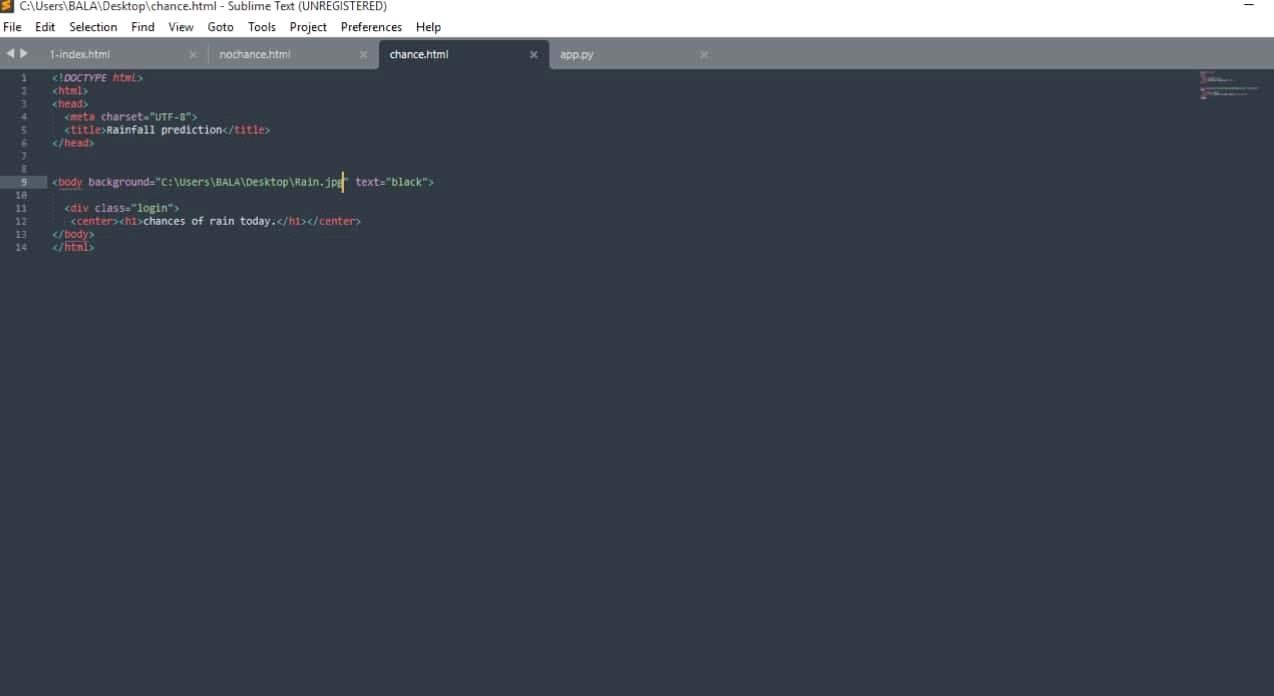 C:\Users\BALA\Desktop\chance.html - Sublime Text (UNREGISTERED)
File Edit Selection Find View Goto Tools Project Preferences Help
1-index.html × nochance.html × chance.html × app.py ×
1 <!DOCTYPE html>
2 <html>
3 <head>
4 <meta charset="UTF-8">
5 <title>Rainfall prediction</title>
6 </head>
7
8
9 <body background="C:\Users\BALA\Desktop\Rain.jpg" text="black">
10
11 <div class="login">
12 <center><h1>chances of rain today.</h1></center>
13 </body>
14 </html>